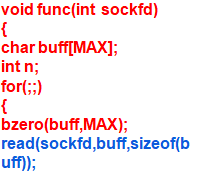 void func(int sockfd)
{
char buff[MAX];
int n;
for(;;)
{
bzero(buff,MAX);
read(sockfd,buff,sizeof(b
uff));